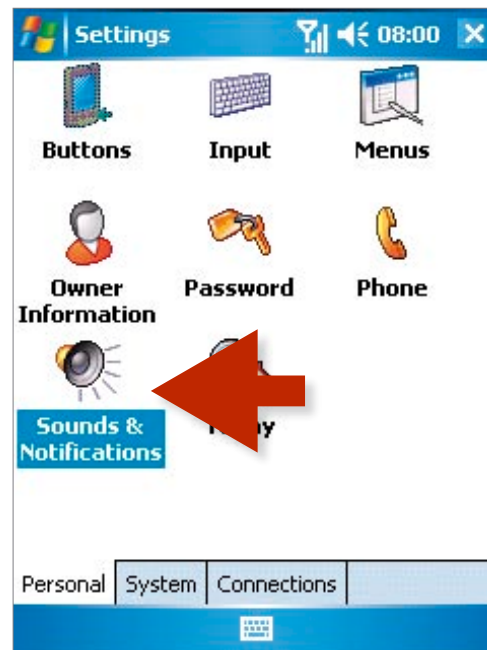 Settings 08:00
Buttons Input Menus
Owner Password Phone
Information
Sounds &
Notifications
Personal System Connections